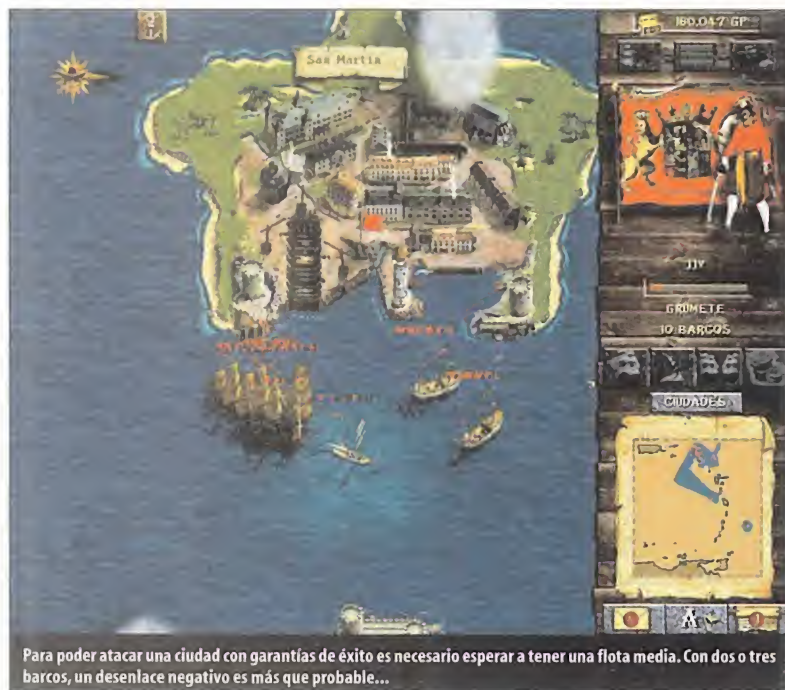 San Martin
180,047 GP
JJV
GRUMETE
10 BARCOS
CIUDADES
Para poder atacar una ciudad con garantías de éxito es necesario esperar a tener una flota media. Con dos o tres
barcos, un desenlace negativo es más que probable...